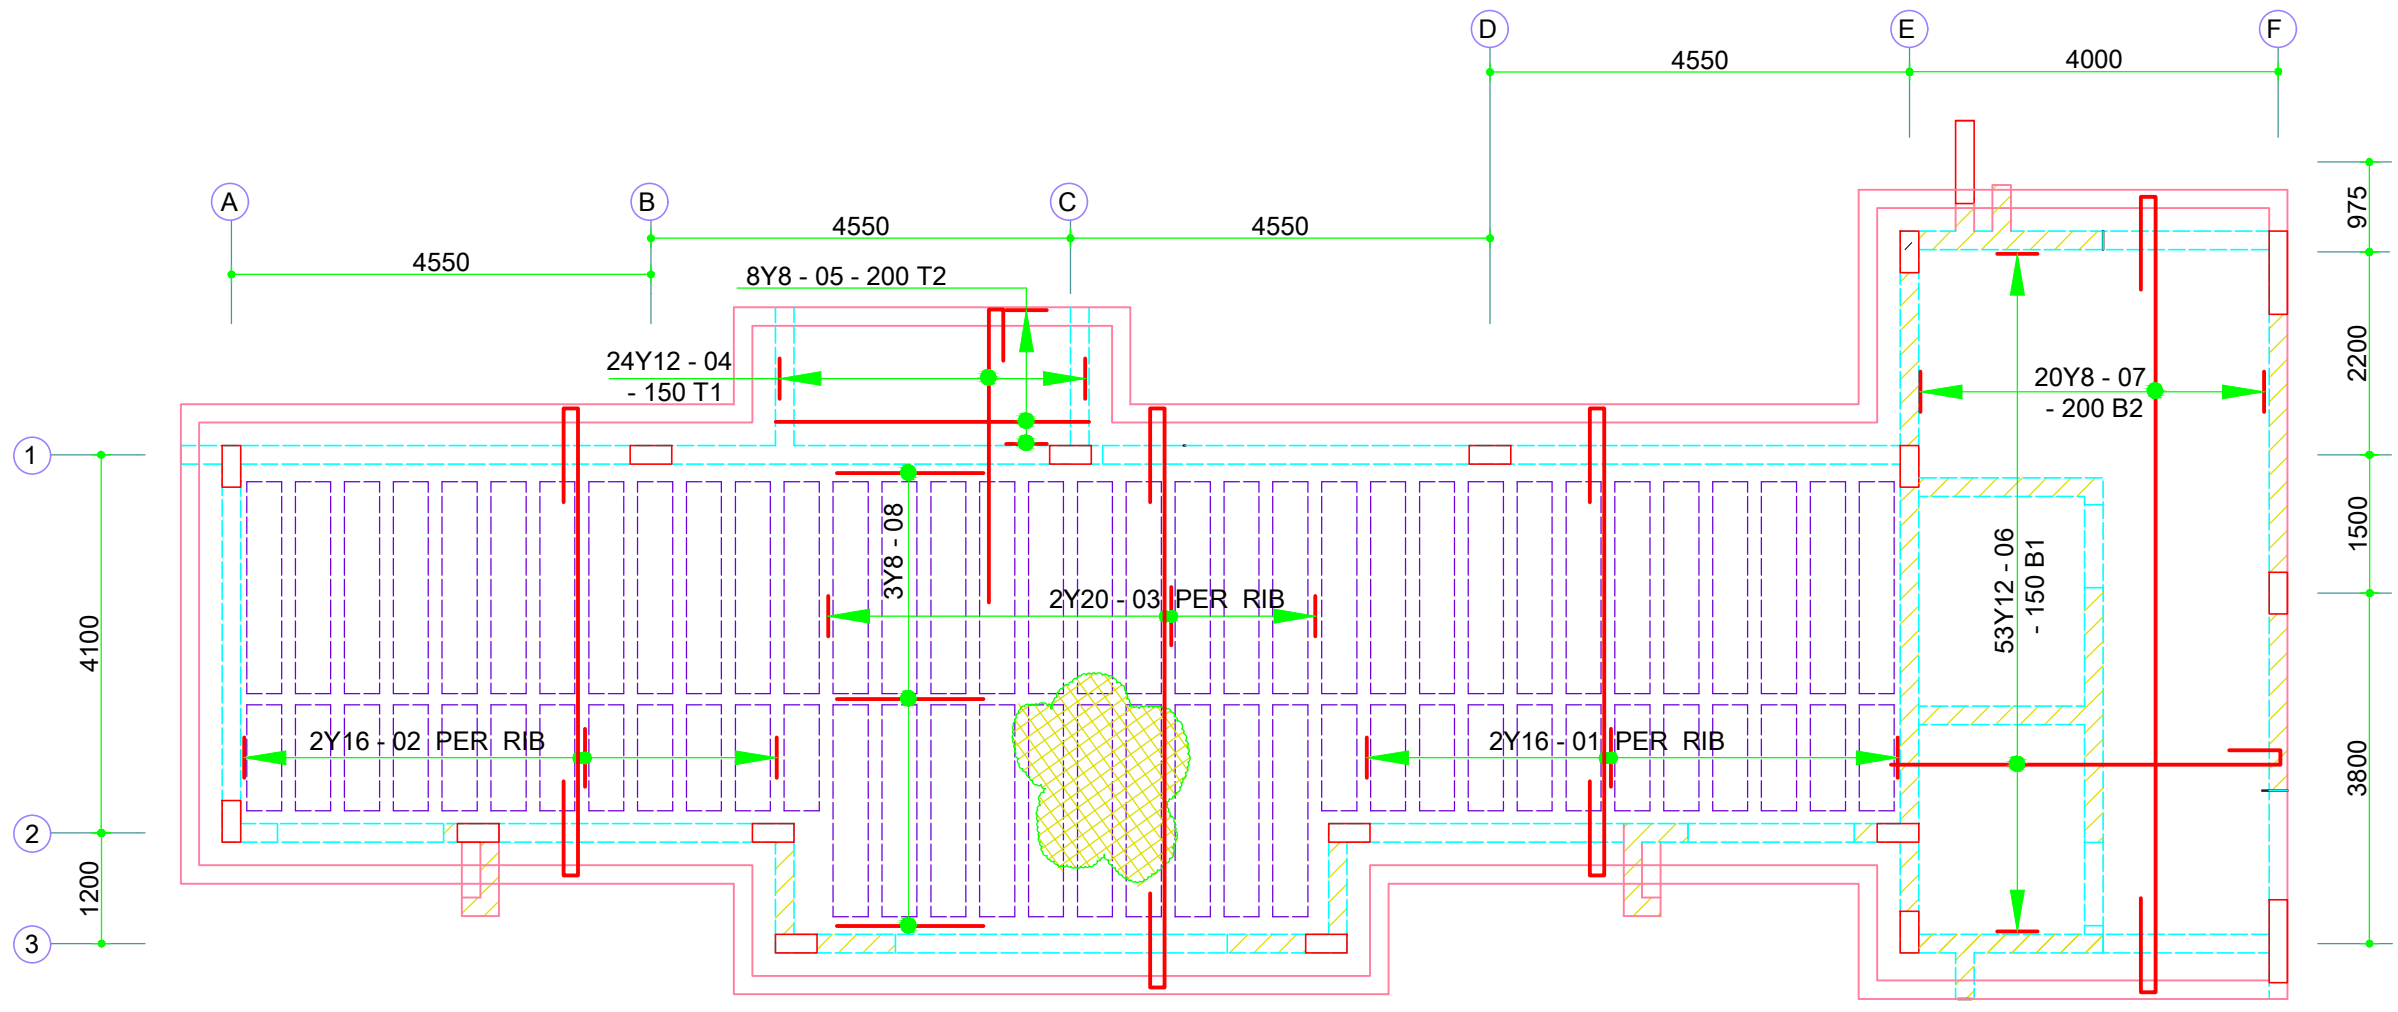 D
E
F
4550
4000
A
B
C
4550
4550
4550
975
8Y8 - 05 - 200 T2
24Y12 - 04
- 150 T1
20Y8 - 07
- 200 B2
2200
1
3Y8 - 08
1500
53Y12 - 06
- 150 B1
2Y20 - 03 PER RIB
4100
2Y16 - 02 PER RIB
2Y16 - 01 PER RIB
3800
2
1200
3